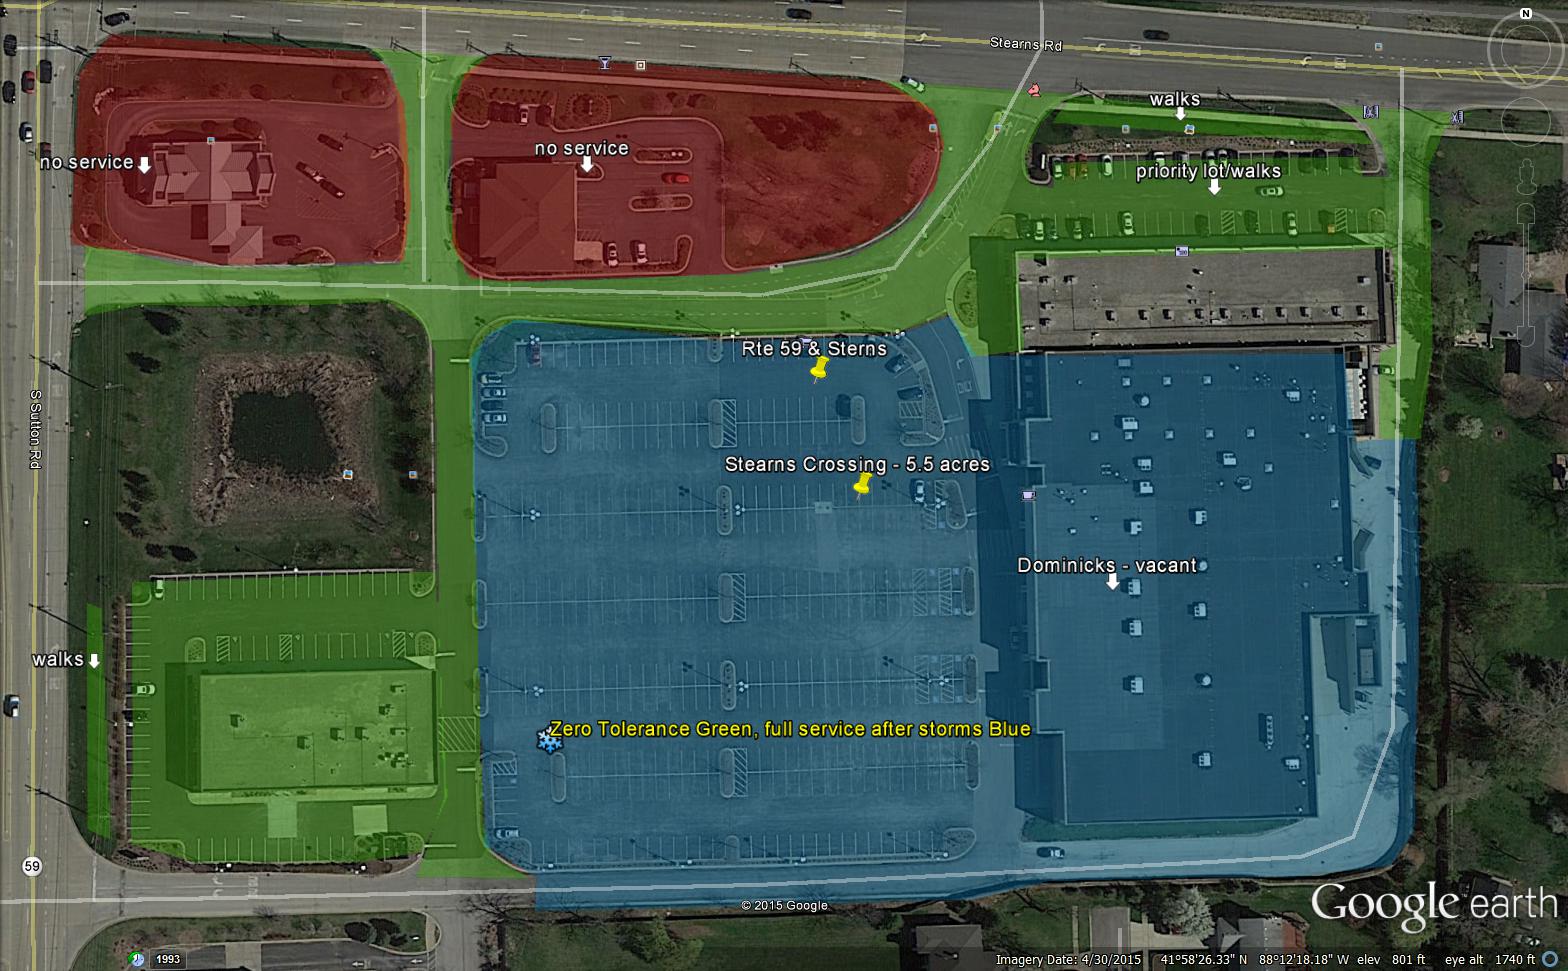 N
Stearns Rd
walks
no service
no service
priority lot/walks
Rte 59 & Sterns
S Sutton Rd
Stearns Crossing - 5.5 acres
Dominicks - vacant
walks
Zero Tolerance Green, full service after storms Blue
59
© 2015 Google
Google earth
1993
Imagery Date: 4/30/2015 41°58'26.33" N 88°12'18.18" W elev 801 ft eye alt 1740 ft